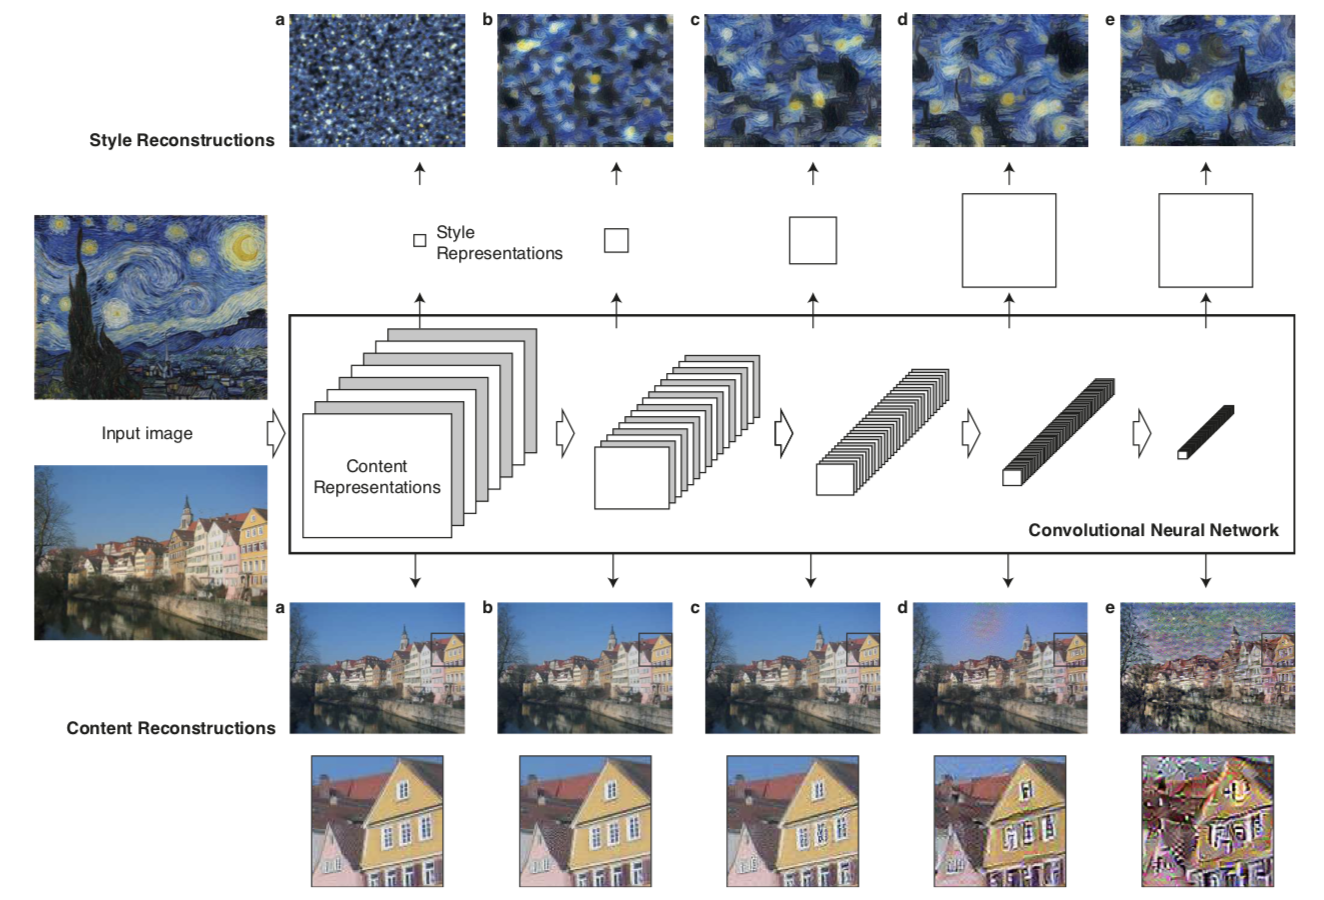 a
b
c
d
e
Style Reconstructions
Style
Representations
Input image
Content
Representations
Convolutional Neural Network
a
b
c
d
e
Content Reconstructions